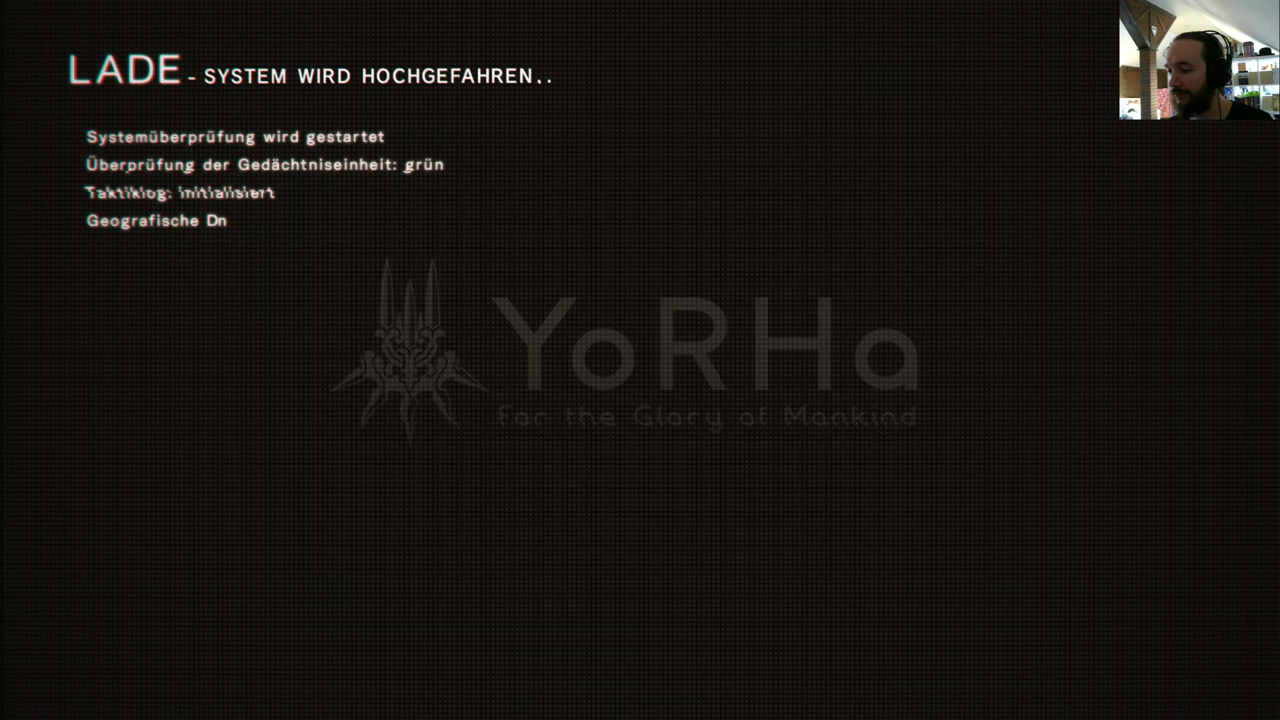 LADE - SYSTEM WIRD HOCHGEFAHREN..
Systemüberprüfung wird gestartet
Überprüfung der Gedächtniseinheit: grün
Taktiklog: initialisiert
Geografische Dn
YoRHa
For the Glory of Mankind